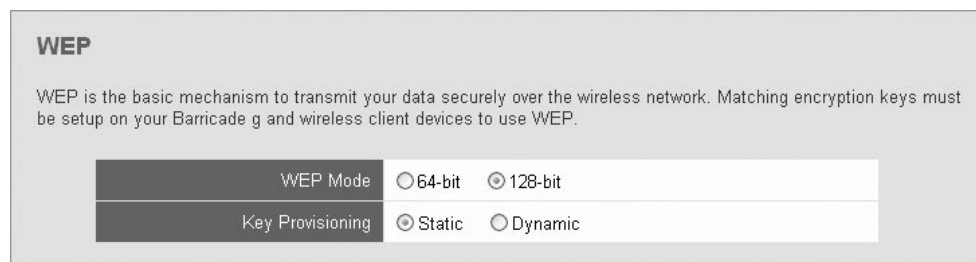 WEP
WEP is the basic mechanism to transmit your data securely over the wireless network. Matching encryption keys must
be setup on your Barricade g and wireless client devices to use WEP.
WEP Mode 64-bit 128-bit
Key Provisioning Static Dynamic